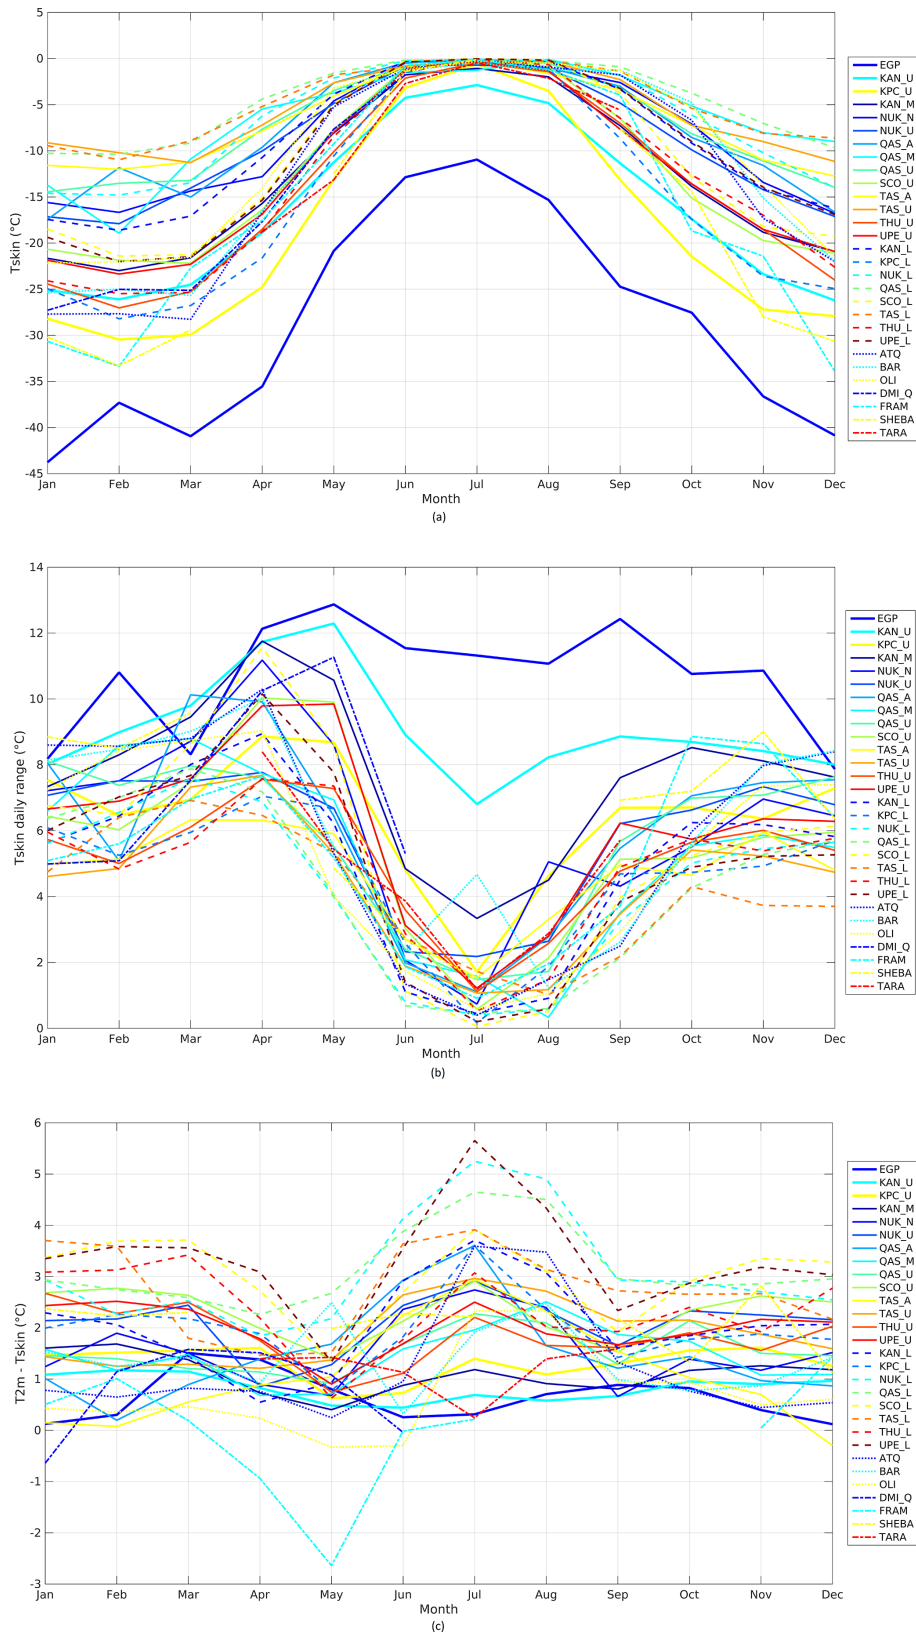 5
0
-5
-10
-15
-20
-25
-30
-35
-40
-45
Tskin (°C)
Jan Feb Mar Apr May Jun Jul Aug Sep Oct Nov Dec
Month
EGP
KAN_U
KPC_U
KAN_M
NUK_N
NUK_U
QAS_A
QAS_M
QAS_U
SCO_U
TAS_A
TAS_U
THU_U
UPE_U
KAN_L
KPC_L
NUK_L
QAS_L
SCO_L
TAS_L
THU_L
UPE_L
ATQ
BAR
OLI
DMI_Q
FRAM
SHEBA
TARA
(a)
14
12
10
8
6
4
2
0
Tskin daily range (°C)
Jan Feb Mar Apr May Jun Jul Aug Sep Oct Nov Dec
Month
EGP
KAN_U
KPC_U
KAN_M
NUK_N
NUK_U
QAS_A
QAS_M
QAS_U
SCO_U
TAS_A
TAS_U
THU_U
UPE_U
KAN_L
KPC_L
NUK_L
QAS_L
SCO_L
TAS_L
THU_L
UPE_L
ATQ
BAR
OLI
DMI_Q
FRAM
SHEBA
TARA
(b)
6
5
4
3
2
1
0
-1
-2
-3
T2m - Tskin (°C)
Jan Feb Mar Apr May Jun Jul Aug Sep Oct Nov Dec
Month
EGP
KAN_U
KPC_U
KAN_M
NUK_N
NUK_U
QAS_A
QAS_M
QAS_U
SCO_U
TAS_A
TAS_U
THU_U
UPE_U
KAN_L
KPC_L
NUK_L
QAS_L
SCO_L
TAS_L
THU_L
UPE_L
ATQ
BAR
OLI
DMI_Q
FRAM
SHEBA
TARA
(c)